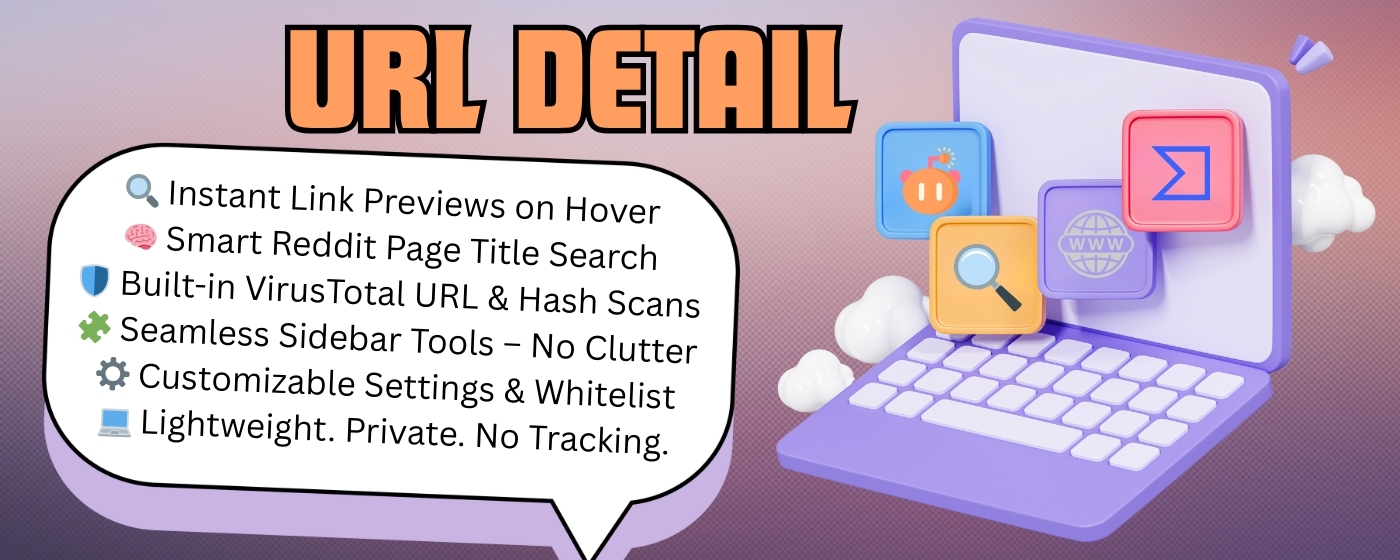 URL DETAIL
🔍 Instant Link Previews on Hover
🧠 Smart Reddit Page Title Search
🛡️ Built-in VirusTotal URL & Hash Scans
🧩 Seamless Sidebar Tools – No Clutter
⚙️ Customizable Settings & Whitelist
💻 Lightweight. Private. No Tracking.
WWW